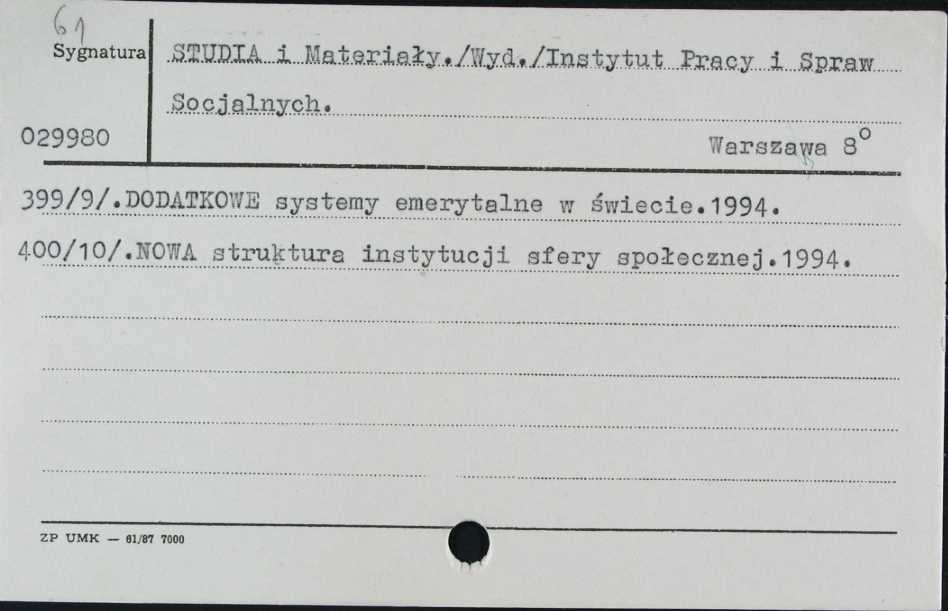 61
Sygnatura
STUDIA i Materiały./Wyd./Instytut Pracy i Spraw
Socjalnych.
029980
Warszawa 8°
399/9/.DODATKOWE systemy emerytalne w świecie.1994.
400/10/.NOWA struktura instytucji sfery społecznej.1994.
ZP UMK — 61/87 7000